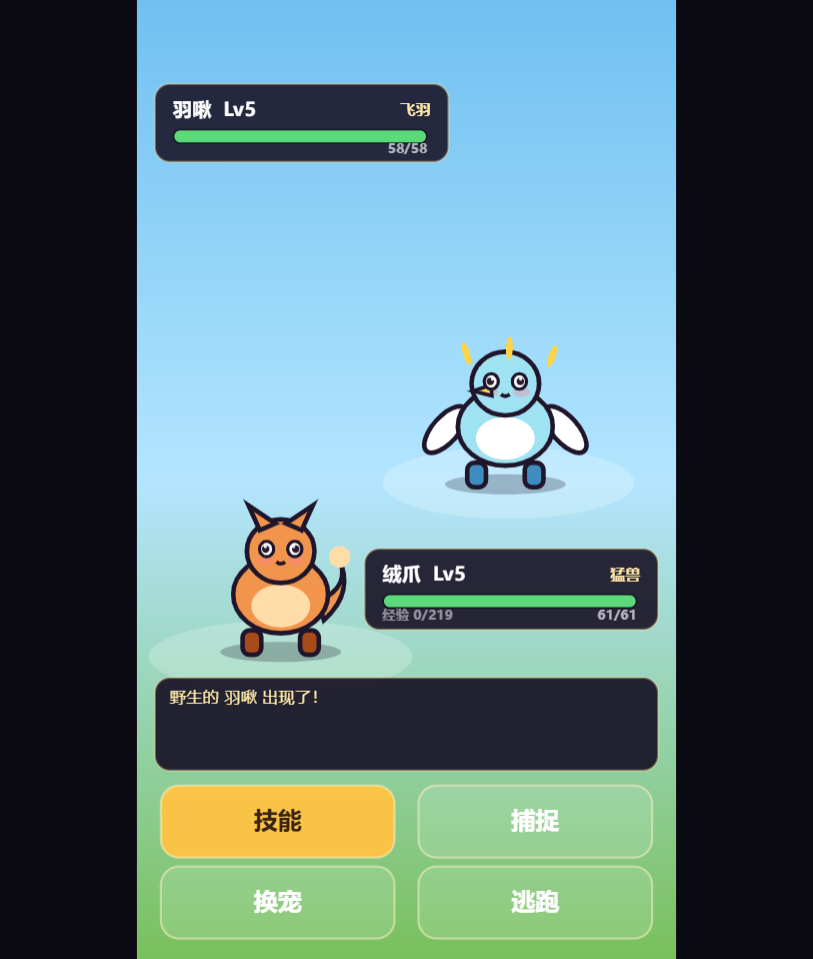 羽啾 Lv5 飞羽
58/58
绒爪 Lv5 猛兽
经验 0/219 61/61
野生的 羽啾 出现了!
技能 捕捉
换宠 逃跑